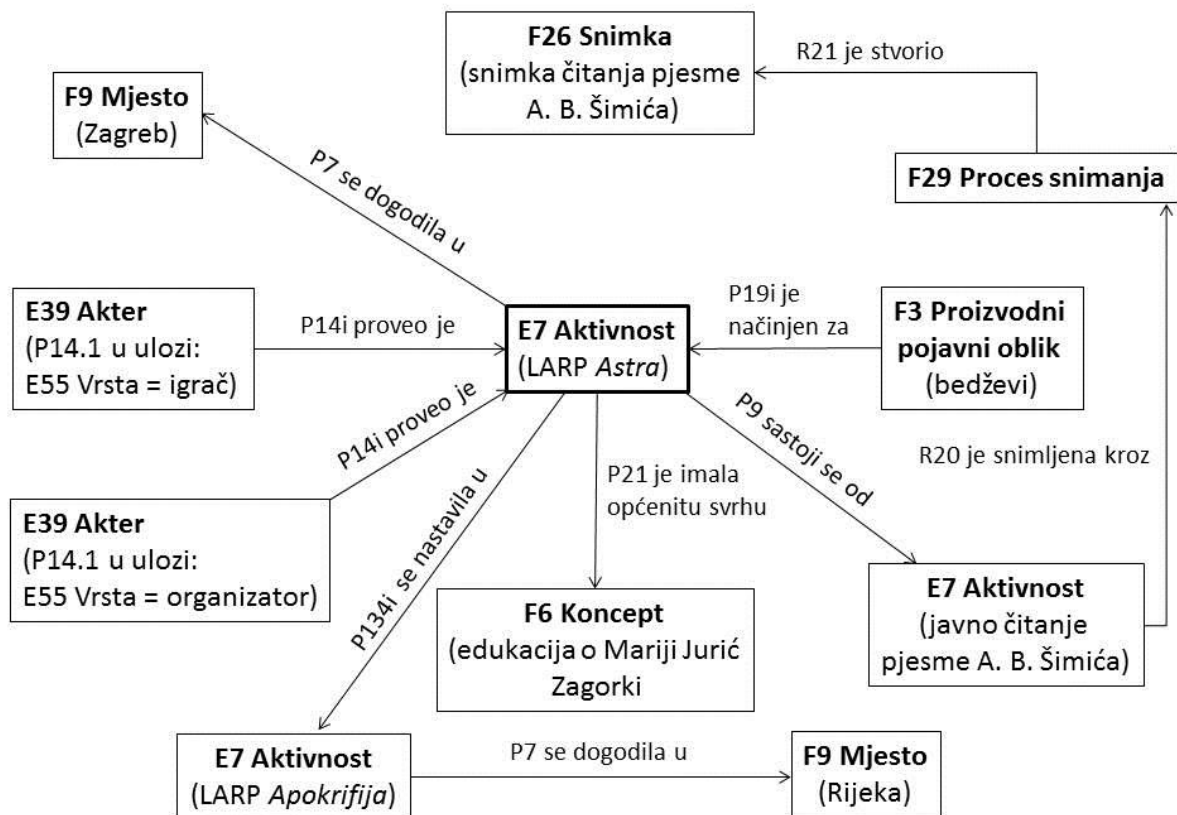 F26 Snimka
(snimka čitanja pjesme
A. B. Šimića)
R21 je stvorio
F9 Mjesto
(Zagreb)
P7 se dogodila u
F29 Proces snimanja
E39 Akter
(P14.1 u ulozi:
E55 Vrsta = igrač)
P14i proveo je
E7 Aktivnost
(LARP Astra)
P19i je
načinjen za
F3 Proizvodni
pojavni oblik
(bedževi)
P14i proveo je
P9 sastoji se od
R20 je snimljena kroz
E39 Akter
(P14.1 u ulozi:
E55 Vrsta = organizator)
P134i se nastavila u
P21 je imala
općenitu svrhu
F6 Koncept
(edukacija o Mariji Jurić
Zagorki
E7 Aktivnost
(javno čitanje
pjesme A. B. Šimića)
E7 Aktivnost
(LARP Apokrifija)
P7 se dogodila u
F9 Mjesto
(Rijeka)